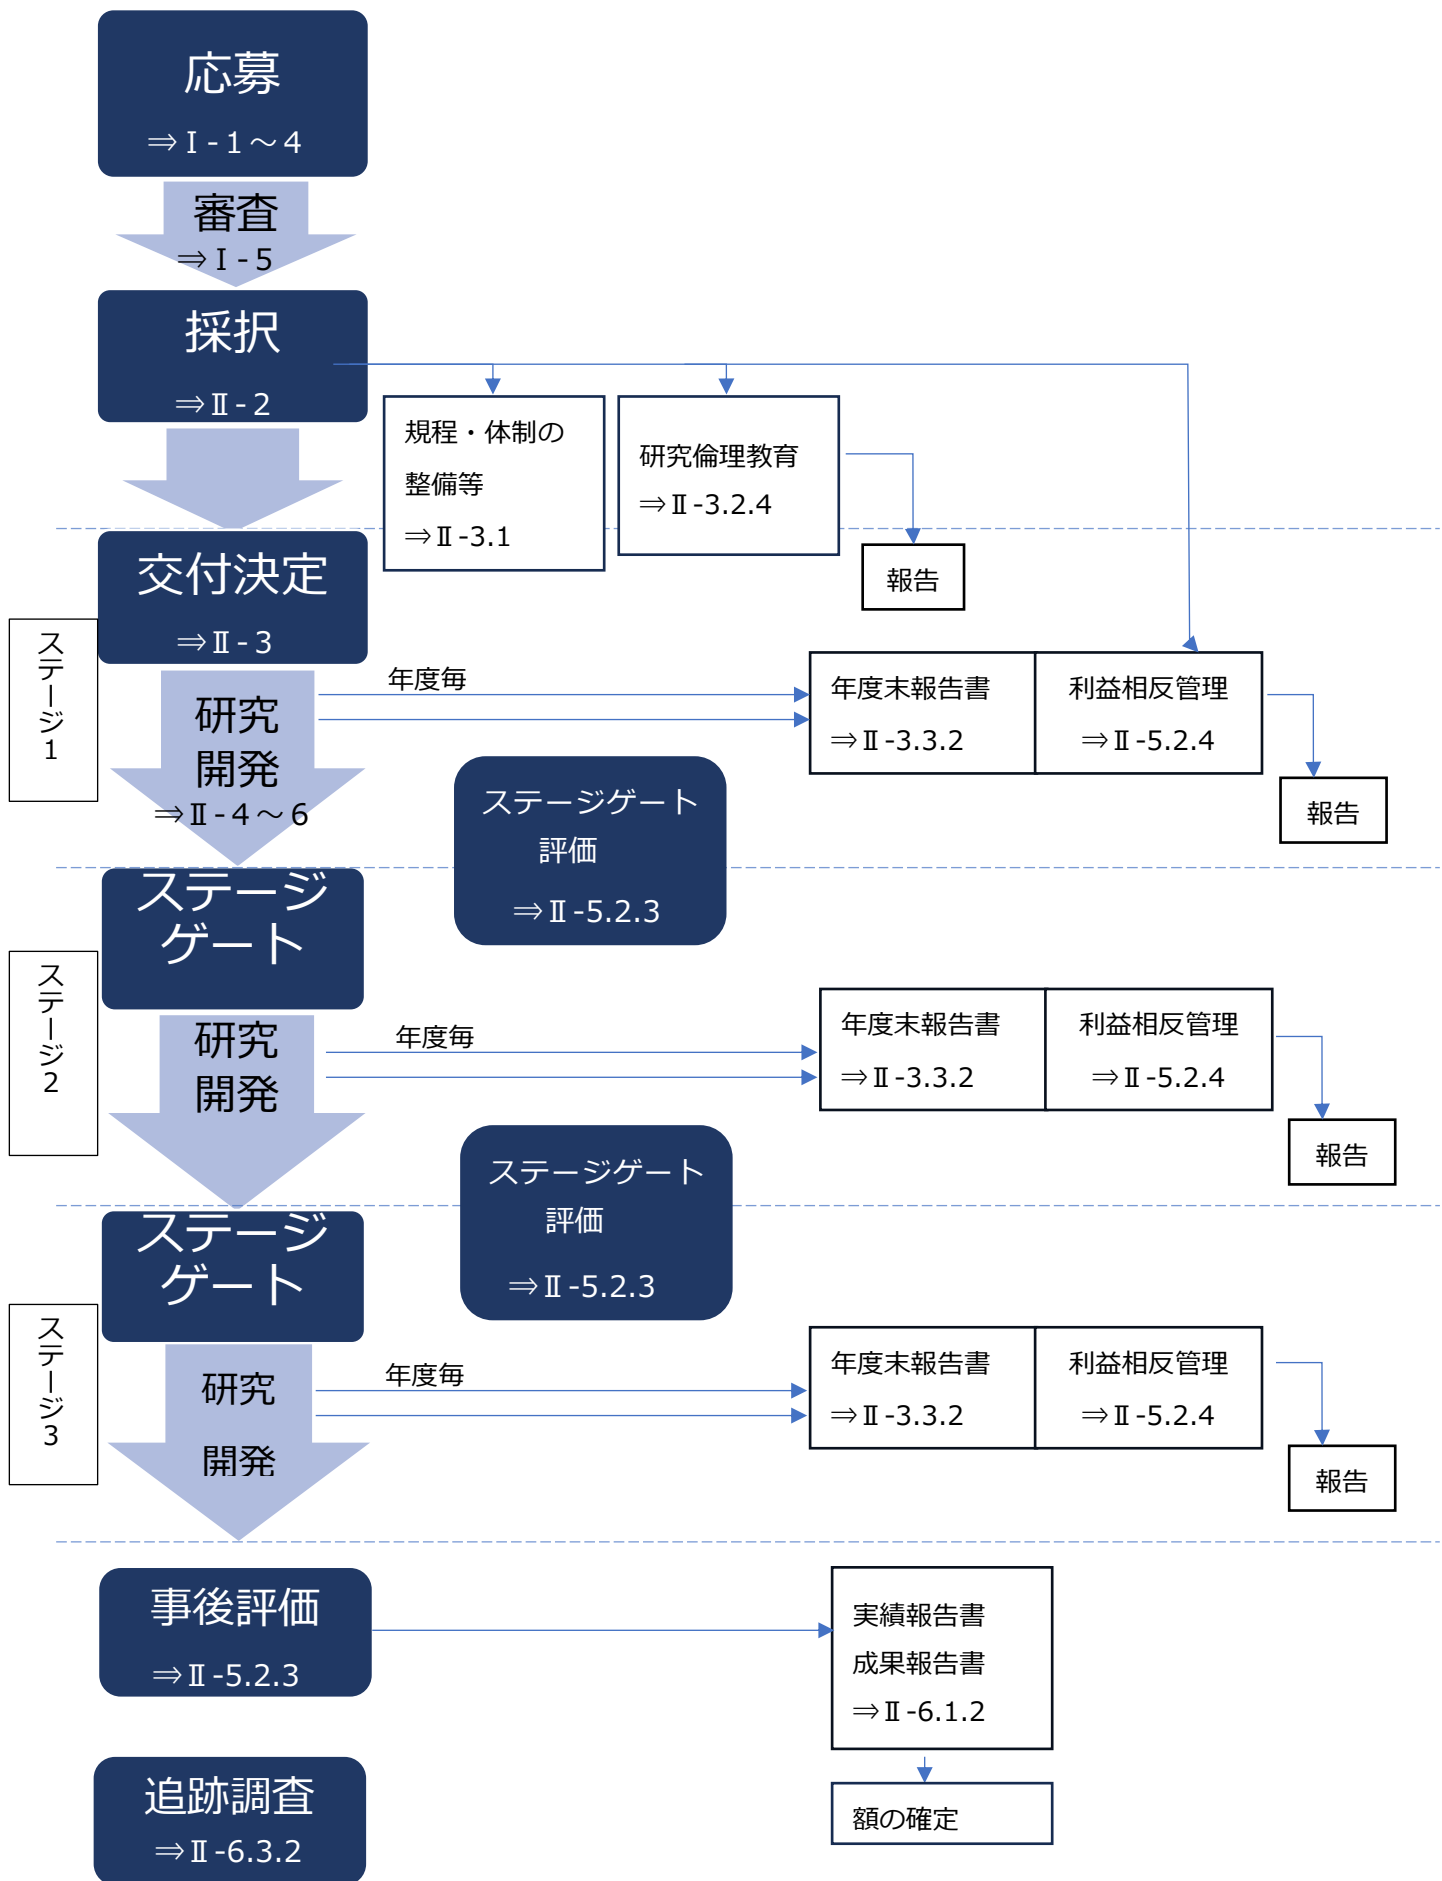 応募
⇒Ⅰ-1～4
審査
⇒Ⅰ-5
採択
⇒Ⅱ-2
規程・体制の
整備等
⇒Ⅱ-3.1
研究倫理教育
⇒Ⅱ-3.2.4
報告
交付決定
⇒Ⅱ-3
ステージ1
研究
開発
⇒Ⅱ-4～6
年度毎
年度末報告書
⇒Ⅱ-3.3.2
利益相反管理
⇒Ⅱ-5.2.4
報告
ステージゲート
評価
⇒Ⅱ-5.2.3
ステージ
ゲート
ステージ2
研究
開発
年度毎
年度末報告書
⇒Ⅱ-3.3.2
利益相反管理
⇒Ⅱ-5.2.4
報告
ステージゲート
評価
⇒Ⅱ-5.2.3
ステージ
ゲート
ステージ3
研究
開発
年度毎
年度末報告書
⇒Ⅱ-3.3.2
利益相反管理
⇒Ⅱ-5.2.4
報告
事後評価
⇒Ⅱ-5.2.3
実績報告書
成果報告書
⇒Ⅱ-6.1.2
額の確定
追跡調査
⇒Ⅱ-6.3.2